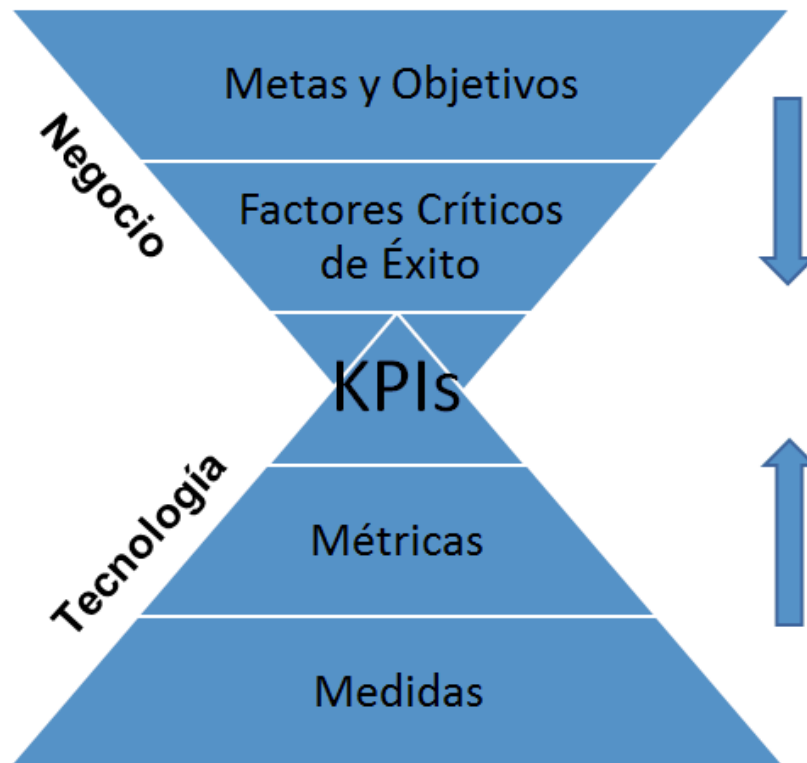 Metas y Objetivos
Negocio
Factores Críticos
de Éxito
KPIs
Tecnología
Métricas
Medidas